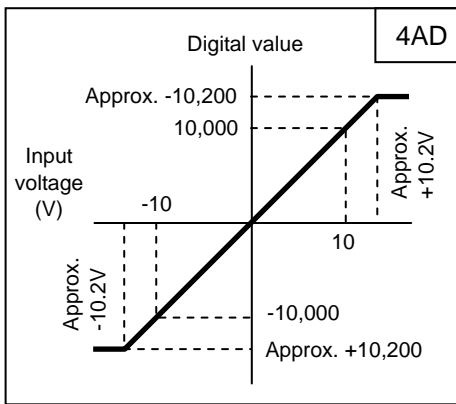 4AD
Digital value
Approx. -10,200
10,000
Input
voltage
(V)
-10
Approx.
+10.2V
10
Approx.
-10.2V
-10,000
Approx. +10,200